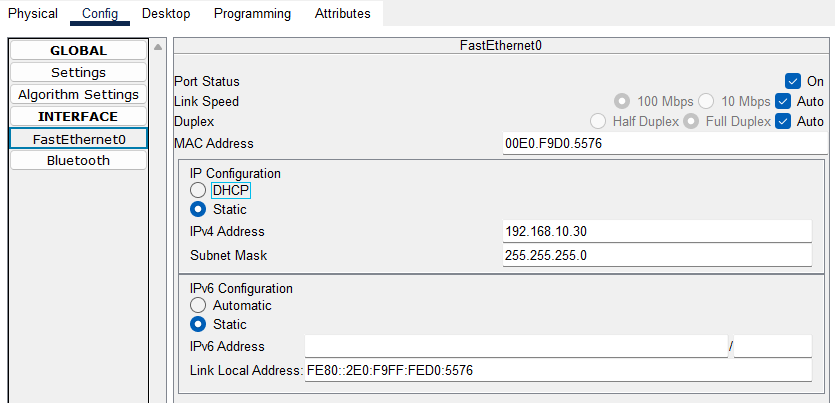 Physical Config Desktop Programming Attributes
GLOBAL
Settings
Algorithm Settings
INTERFACE
FastEthernet0
Bluetooth
FastEthernet0
Port Status On
Link Speed 100 Mbps 10 Mbps Auto
Duplex Half Duplex Full Duplex Auto
MAC Address 00E0.F9D0.5576
IP Configuration
DHCP
Static
IPv4 Address 192.168.10.30
Subnet Mask 255.255.255.0
IPv6 Configuration
Automatic
Static
IPv6 Address /
Link Local Address: FE80::2E0:F9FF:FED0:5576